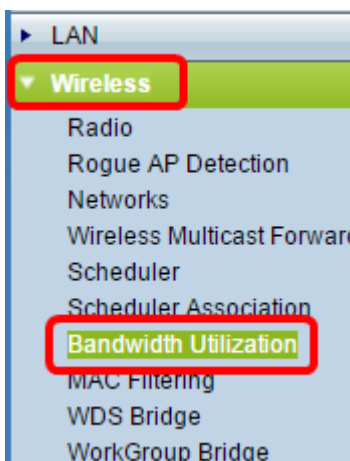 LAN
Wireless
Radio
Rogue AP Detection
Networks
Wireless Multicast Forward
Scheduler
Scheduler Association
Bandwidth Utilization
MAC Filtering
WDS Bridge
WorkGroup Bridge